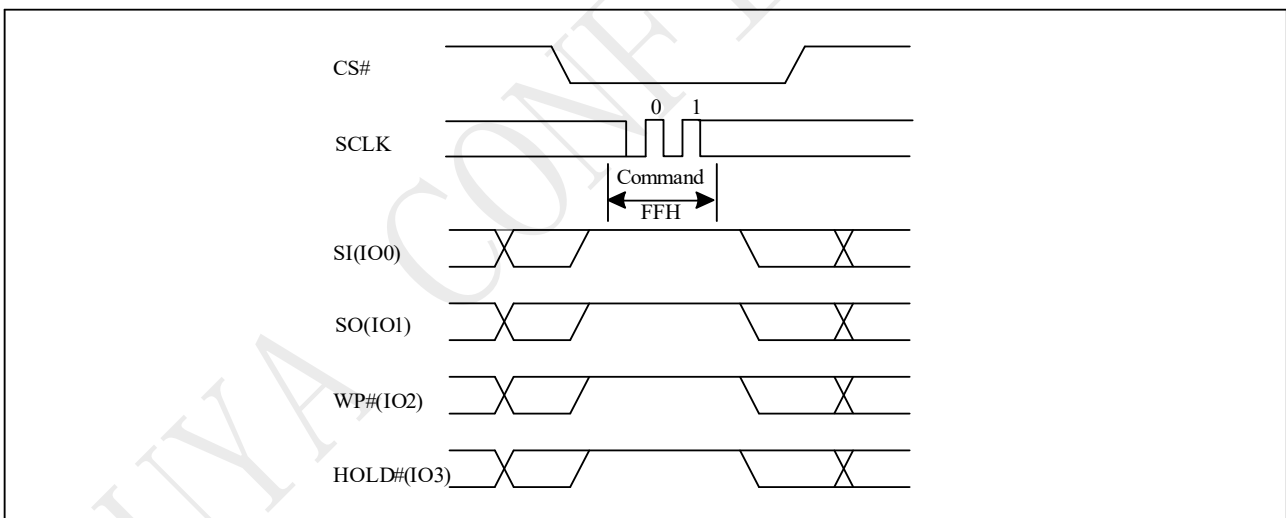 CS#
0 1
SCLK
Command
FFH
SI(IO0)
SO(IO1)
WP#(IO2)
HOLD#(IO3)